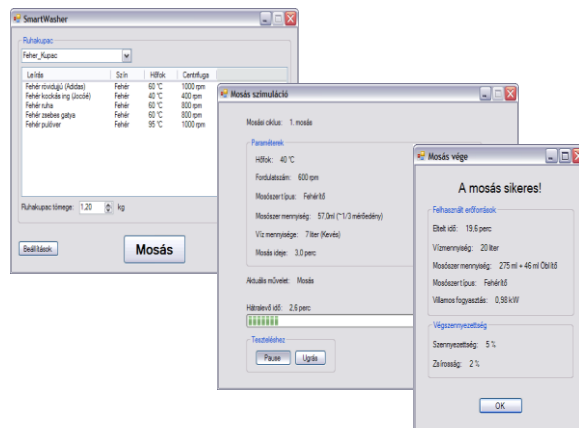 SmartWasher
Ruhakupac
Feher_Kupac
Leírás Szín Hőfok Centrifuga
Fehér rövidujjú (Adidas) Fehér 60 °C 1000 rpm
Fehér kockás ing (Jocóé) Fehér 40 °C 400 rpm
Fehér ruha Fehér 60 °C 800 rpm
Fehér zsebes gatya Fehér 60 °C 800 rpm
Fehér pulóver Fehér 95 °C 1000 rpm
Ruhakupac tömege: 1,20 kg
Beállítások
Mosás
Mosás szimuláció
Mosási ciklus: 1. mosás
Paraméterek
Hőfok: 40 °C
Fordulatszám: 600 rpm
Mosószer típus: Fehérítő
Mosószer mennyiség: 57,0ml (~1/3 mérőedény)
Víz mennyisége: 7 liter (Kevés)
Mosás ideje: 3,0 perc
Aktuális művelet: Mosás
Hátralevő idő: 2,6 perc
Teszteléshez
Pause Ugrás
Mosás vége
A mosás sikeres!
Felhasznált erőforrások
Eltelt idő: 19,6 perc
Vízmennyiség: 20 liter
Mosószer mennyiség: 275 ml + 46 ml Öblítő
Mosószer típus: Fehérítő
Villamos fogyasztás: 0,98 kW
Végszennyezettség
Szennyezettség: 5 %
Zsírosság: 2 %
OK